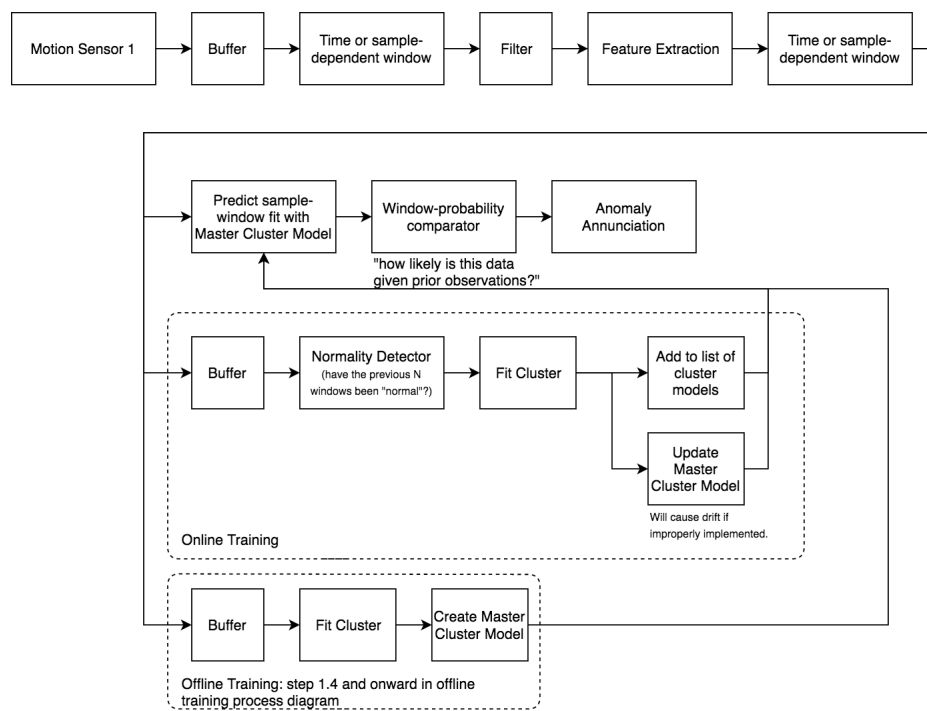 Motion Sensor 1
Buffer
Time or sample-
dependent window
Filter
Feature Extraction
Time or sample-
dependent window
Predict sample-
window fit with
Master Cluster Model
Window-probability
comparator
Anomaly
Annunciation
"how likely is this data
given prior observations?"
Buffer
Normality Detector
(have the previous N
windows been "normal"?)
Fit Cluster
Add to list of
cluster
models
Update
Master
Cluster Model
Will cause drift if
improperly implemented.
Online Training
Buffer
Fit Cluster
Create Master
Cluster Model
Offline Training: step 1.4 and onward in offline
training process diagram